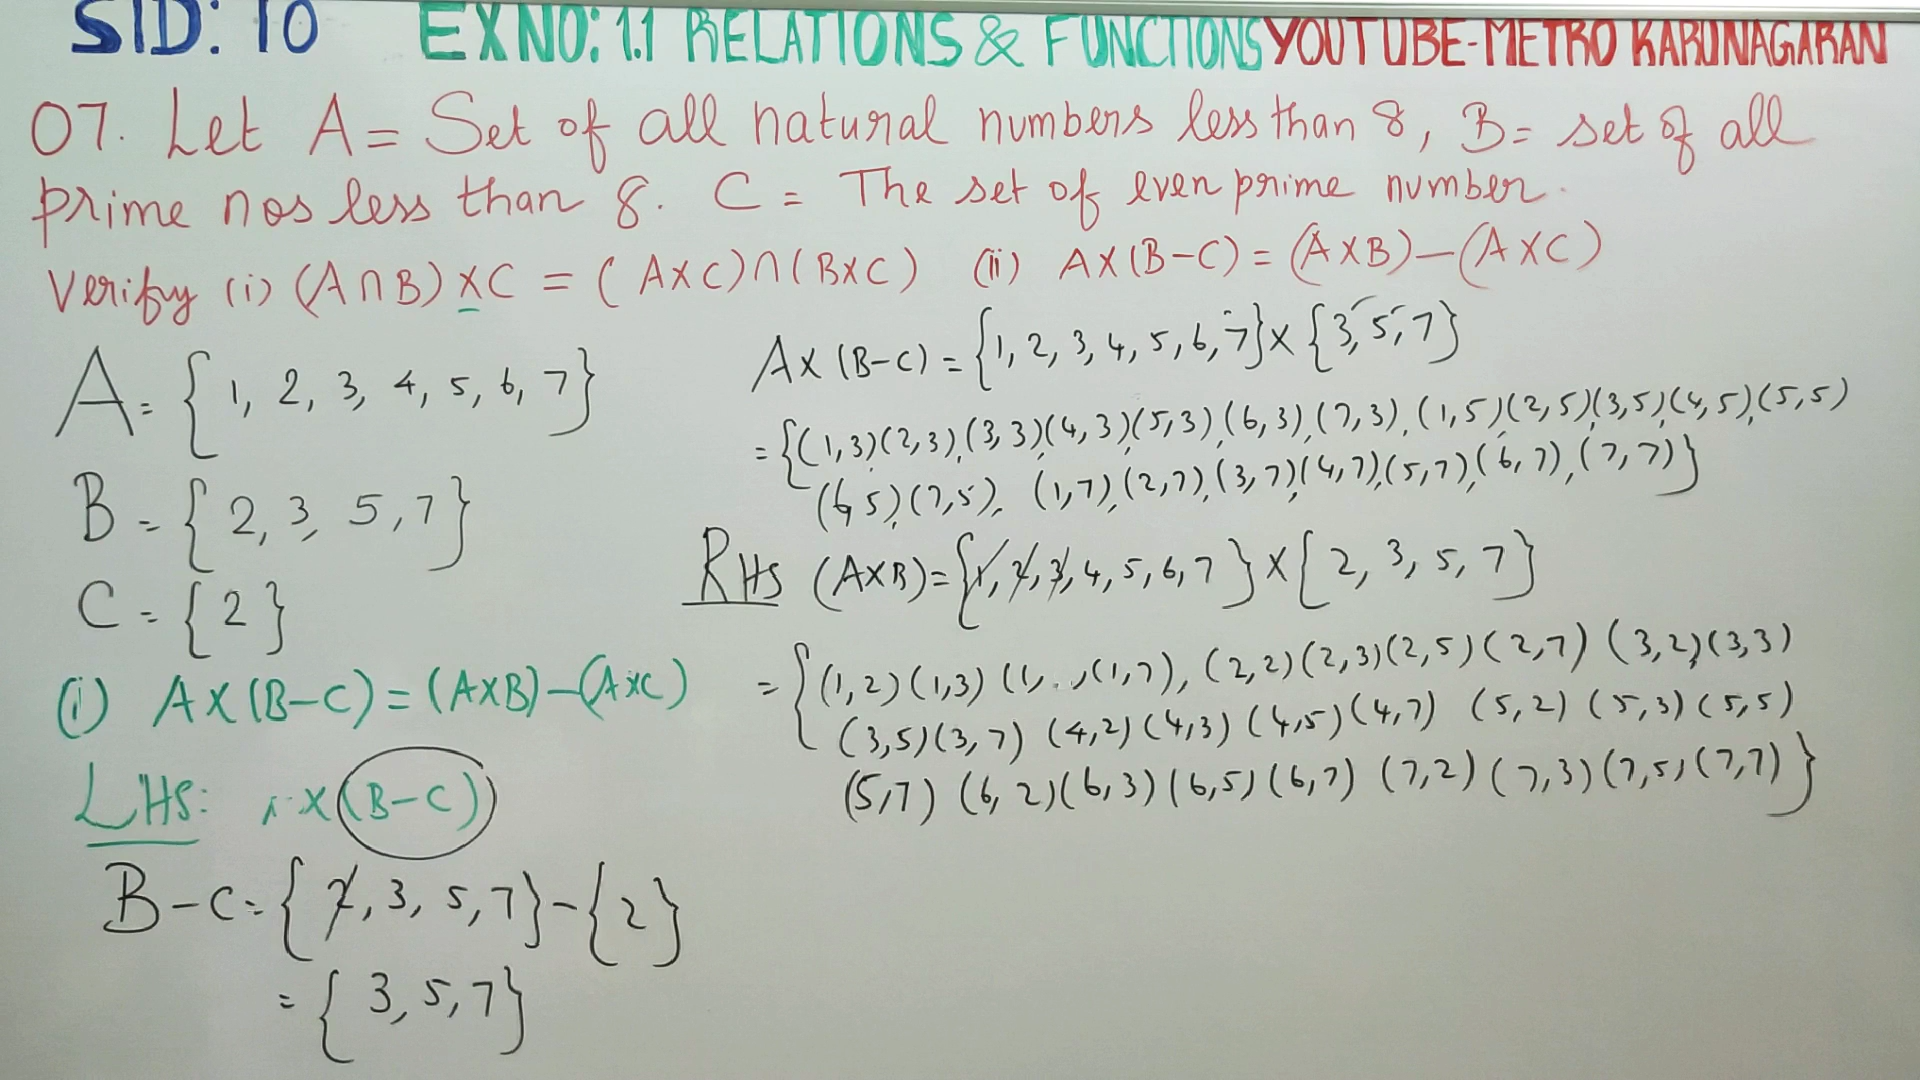 SID: 10 EX NO: 1.1 RELATIONS & FUNCTIONS YOUTUBE-METRO KARUNAGARAN
07. Let A = Set of all natural numbers less than 8, B = set of all
prime nos less than 8. C = The set of even prime number.
Verify (i) (A∩B)×C = (A×C)∩(B×C) (ii) A×(B-C) = (A×B)-(A×C)
A = {1, 2, 3, 4, 5, 6, 7}
B = {2, 3, 5, 7}
C = {2}
(i) A×(B-C) = (A×B)-(A×C)
LHS: ×(B-C)
B-C = {2, 3, 5, 7} - {2}
= {3, 5, 7}
A×(B-C) = {1, 2, 3, 4, 5, 6, 7} × {3, 5, 7}
= {(1,3)(2,3),(3,3)(4,3)(5,3),(6,3),(7,3),(1,5)(2,5)(3,5)(4,5),(5,5)
(6,5),(7,5), (1,7),(2,7),(3,7)(4,7),(5,7),(6,7),(7,7)}
RHS (A×B) = {1, 2, 3, 4, 5, 6, 7} × {2, 3, 5, 7}
= {(1,2)(1,3)(1, (1,7), (2,2)(2,3)(2,5)(2,7) (3,2)(3,3)
(3,5)(3,7) (4,2)(4,3)(4,5)(4,7) (5,2)(5,3)(5,5)
(5,7) (6,2)(6,3)(6,5)(6,7) (7,2)(7,3)(7,5)(7,7)}